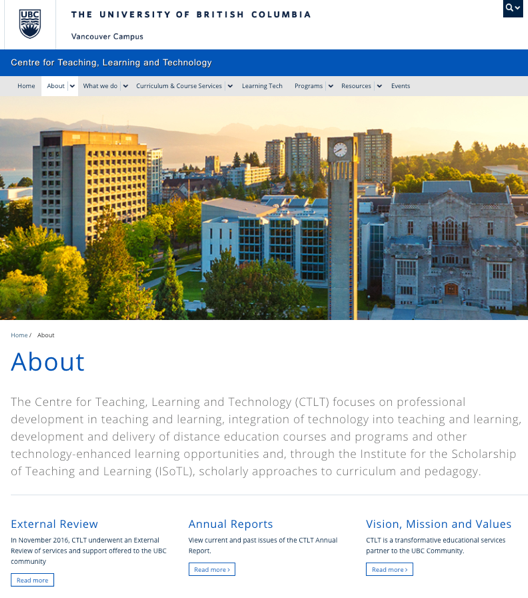 UBC
THE UNIVERSITY OF BRITISH COLUMBIA
Vancouver Campus
Centre for Teaching, Learning and Technology
Home About What we do Curriculum & Course Services Learning Tech Programs Resources Events
Home / About
About
The Centre for Teaching, Learning and Technology (CTLT) focuses on professional
development in teaching and learning, integration of technology into teaching and learning,
development and delivery of distance education courses and programs and other
technology-enhanced learning opportunities and, through the Institute for the Scholarship
of Teaching and Learning (ISoTL), scholarly approaches to curriculum and pedagogy.
External Review
In November 2016, CTLT underwent an External
Review of services and support offered to the UBC
community
Read more
Annual Reports
View current and past issues of the CTLT Annual
Report.
Read more >
Vision, Mission and Values
CTLT is a transformative educational services
partner to the UBC Community.
Read more >